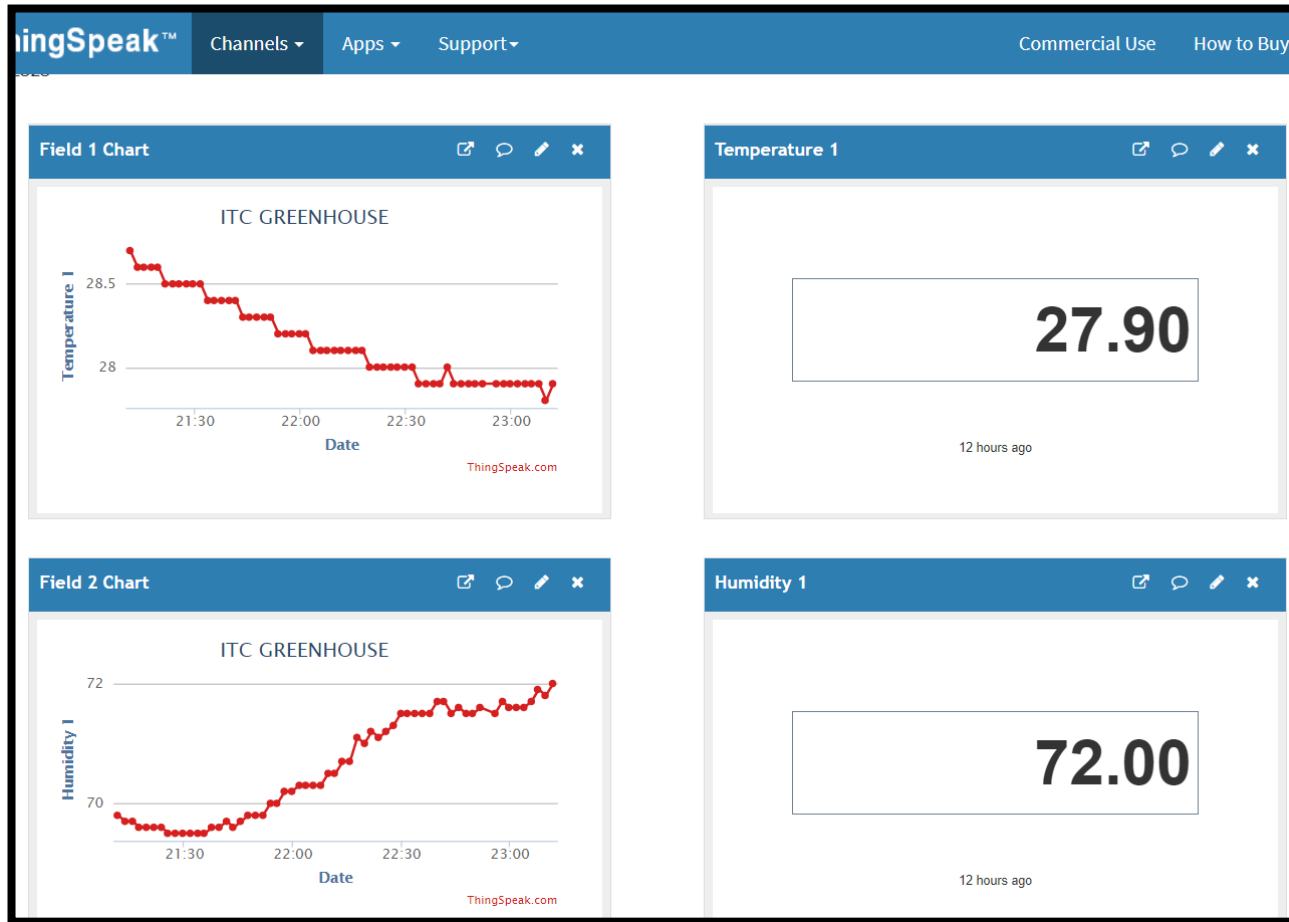 ingSpeak™ Channels Apps Support Commercial Use How to Buy
Field 1 Chart
ITC GREENHOUSE
Temperature 1
28.5
28
21:30 22:00 22:30 23:00
Date
ThingSpeak.com
Temperature 1
27.90
12 hours ago
Field 2 Chart
ITC GREENHOUSE
Humidity 1
72
70
21:30 22:00 22:30 23:00
Date
ThingSpeak.com
Humidity 1
72.00
12 hours ago